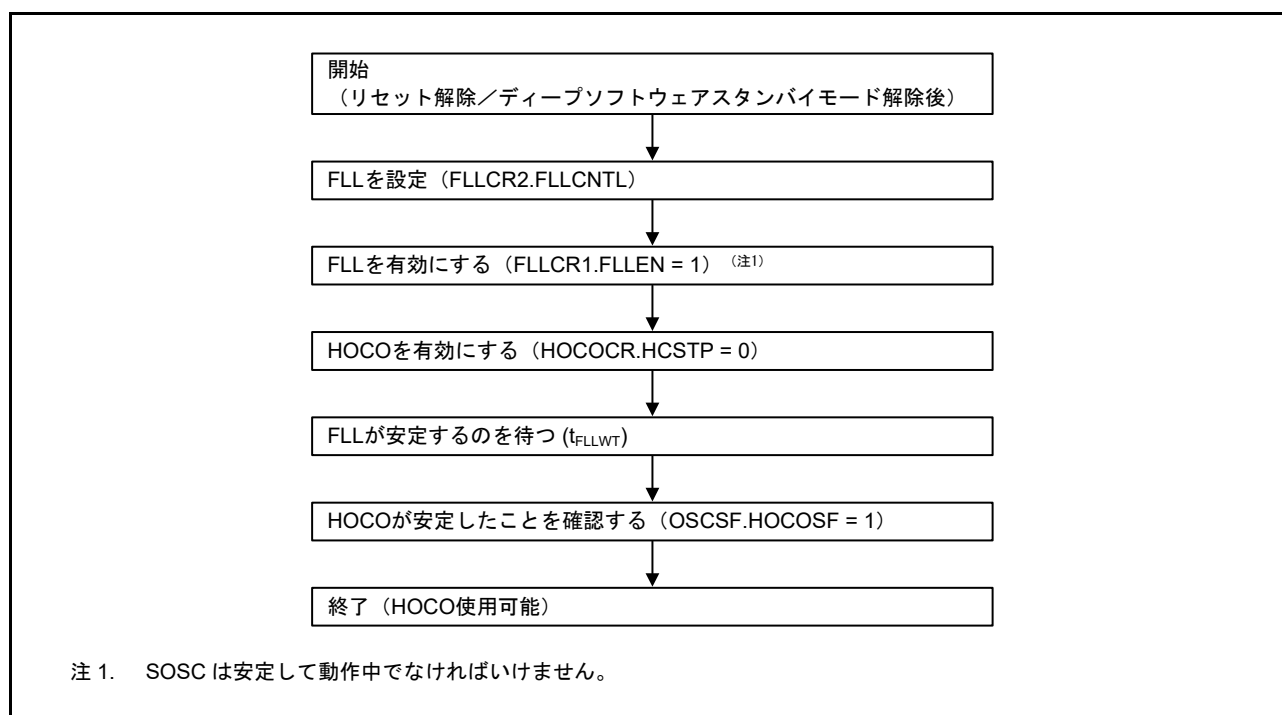 開始
（リセット解除／ディープソフトウェアスタンバイモード解除後）
FLLを設定（FLLCR2.FLLCNTL）
FLLを有効にする（FLLCR1.FLLEN = 1）（注1）
HOCOを有効にする（HOCOCR.HCSTP = 0）
FLLが安定するのを待つ (tFLLWT)
HOCOが安定したことを確認する（OSCSF.HOCOSF = 1）
終了（HOCO使用可能）
注 1. SOSC は安定して動作中でなければいけません。